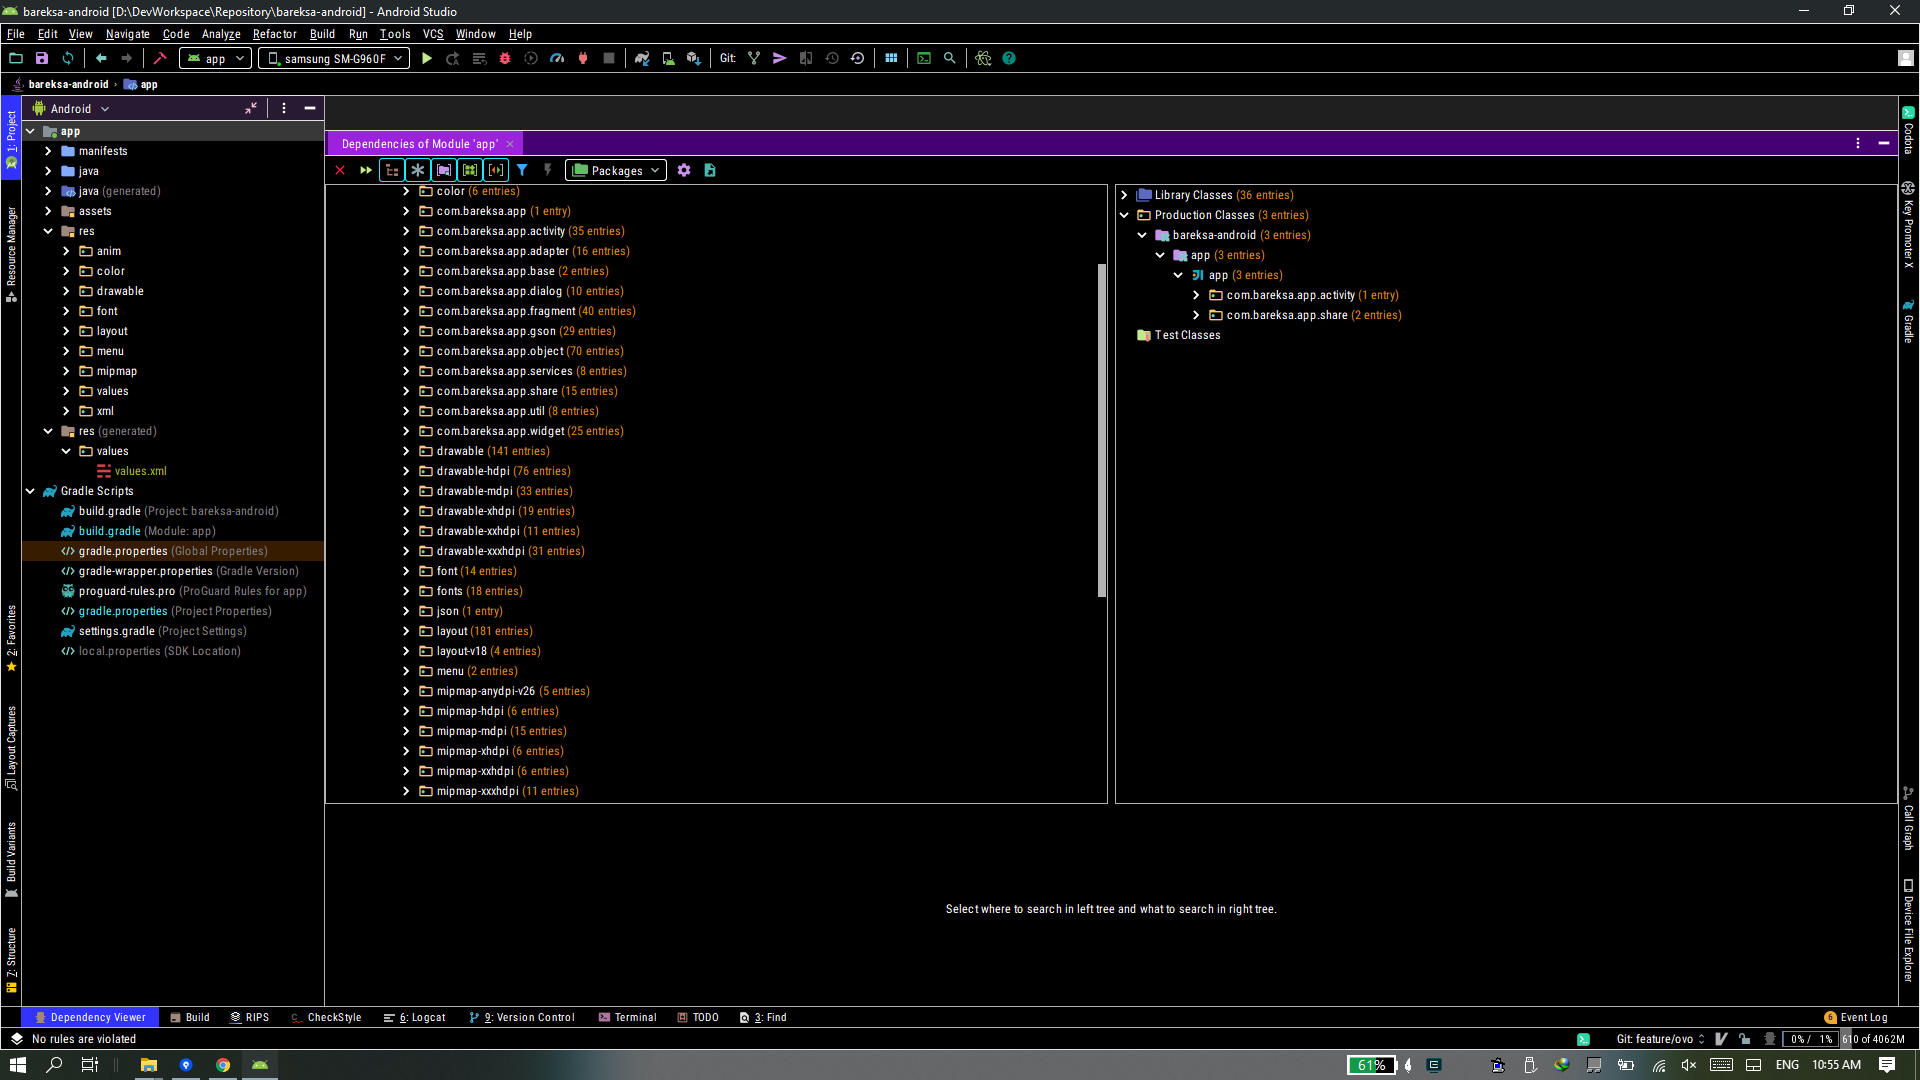 bareksa-android [D:\DevWorkspace\Repository\bareksa-android] - Android Studio
File Edit View Navigate Code Analyze Refactor Build Run Tools VCS Window Help
app samsung SM-G960F Git:
bareksa-android app
Android
app
manifests
java
java (generated)
assets
res
anim
color
drawable
font
layout
menu
mipmap
values
xml
res (generated)
values
values.xml
Gradle Scripts
build.gradle (Project: bareksa-android)
build.gradle (Module: app)
gradle.properties (Global Properties)
gradle-wrapper.properties (Gradle Version)
proguard-rules.pro (ProGuard Rules for app)
gradle.properties (Project Properties)
settings.gradle (Project Settings)
local.properties (SDK Location)
1: Project
Resource Manager
2: Favorites
Layout Captures
Build Variants
7: Structure
Dependencies of Module 'app'
Packages
color (6 entries)
com.bareksa.app (1 entry)
com.bareksa.app.activity (35 entries)
com.bareksa.app.adapter (16 entries)
com.bareksa.app.base (2 entries)
com.bareksa.app.dialog (10 entries)
com.bareksa.app.fragment (40 entries)
com.bareksa.app.gson (29 entries)
com.bareksa.app.object (70 entries)
com.bareksa.app.services (8 entries)
com.bareksa.app.share (15 entries)
com.bareksa.app.util (8 entries)
com.bareksa.app.widget (25 entries)
drawable (141 entries)
drawable-hdpi (76 entries)
drawable-mdpi (33 entries)
drawable-xhdpi (19 entries)
drawable-xxhdpi (11 entries)
drawable-xxxhdpi (31 entries)
font (14 entries)
fonts (18 entries)
json (1 entry)
layout (181 entries)
layout-v18 (4 entries)
menu (2 entries)
mipmap-anydpi-v26 (5 entries)
mipmap-hdpi (6 entries)
mipmap-mdpi (15 entries)
mipmap-xhdpi (6 entries)
mipmap-xxhdpi (6 entries)
mipmap-xxxhdpi (11 entries)
Library Classes (36 entries)
Production Classes (3 entries)
bareksa-android (3 entries)
app (3 entries)
app (3 entries)
com.bareksa.app.activity (1 entry)
com.bareksa.app.share (2 entries)
Test Classes
Select where to search in left tree and what to search in right tree.
Codota
Key Promoter X
Gradle
Call Graph
Device File Explorer
Dependency Viewer Build RIPS CheckStyle 6: Logcat 9: Version Control Terminal TODO 3: Find 6 Event Log
No rules are violated Git: feature/ovo 0% / 1% 610 of 4062M
61% ENG 10:55 AM